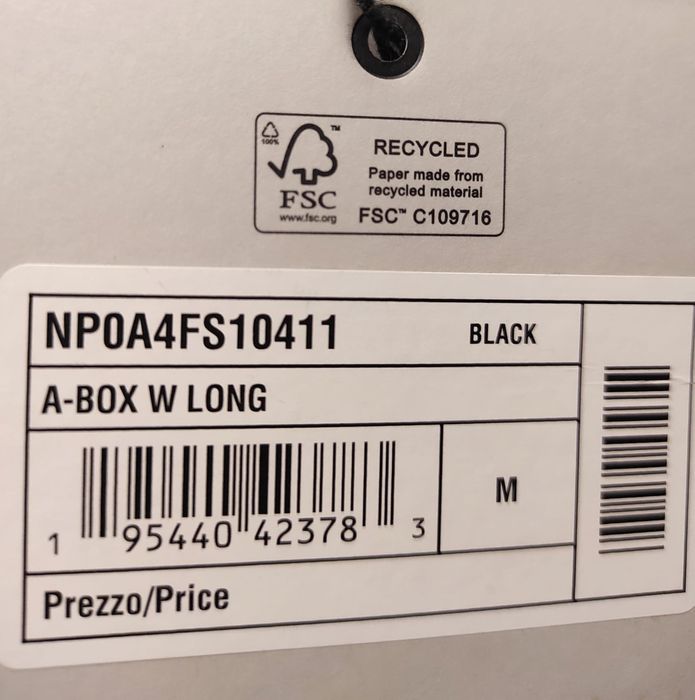 100%
TM
FSC
www.fsc.org
RECYCLED
Paper made from
recycled material
FSC™ C109716
NP0A4FS10411 BLACK
A-BOX W LONG
1 95440 42378 3
M
Prezzo/Price